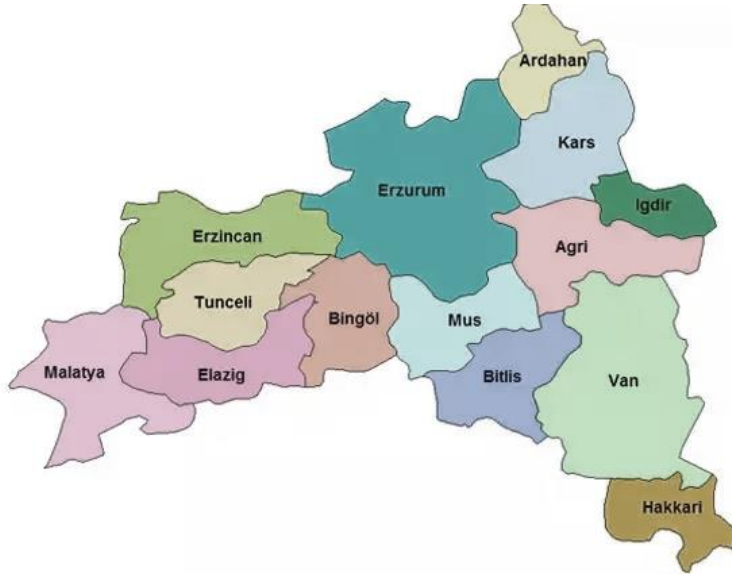 Ardahan
Kars
Erzurum
Igdir
Erzincan
Agri
Tunceli
Bingöl
Mus
Malatya
Elazig
Bitlis
Van
Hakkari